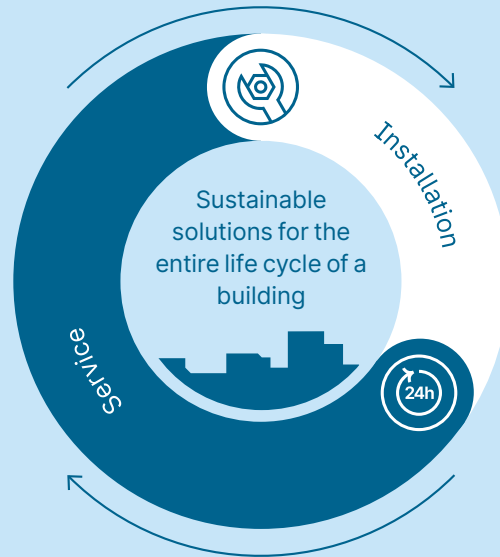 Installation
Sustainable
solutions for the
entire life cycle of a
building
Service
24h